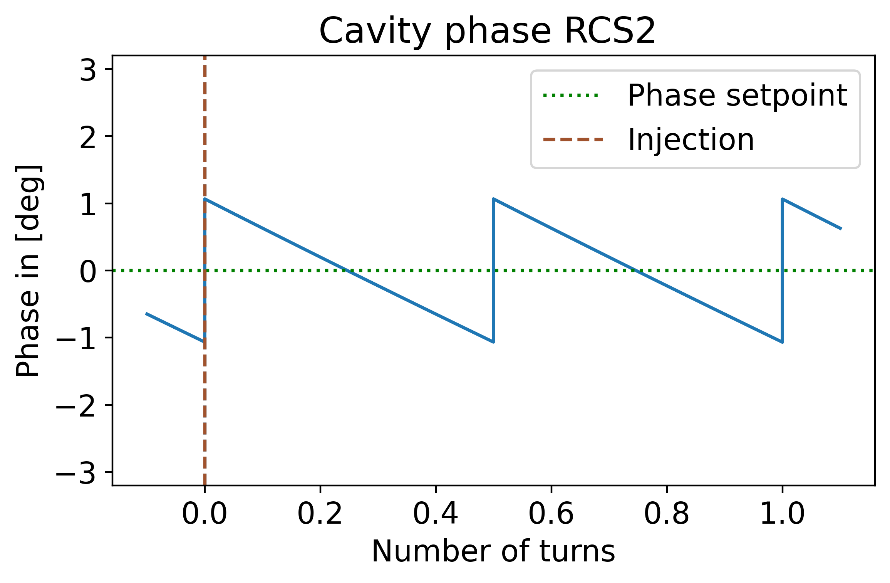 Cavity phase RCS2
Phase setpoint
Injection
Phase in [deg]
3
2
1
0
−1
−2
−3
0.0 0.2 0.4 0.6 0.8 1.0
Number of turns